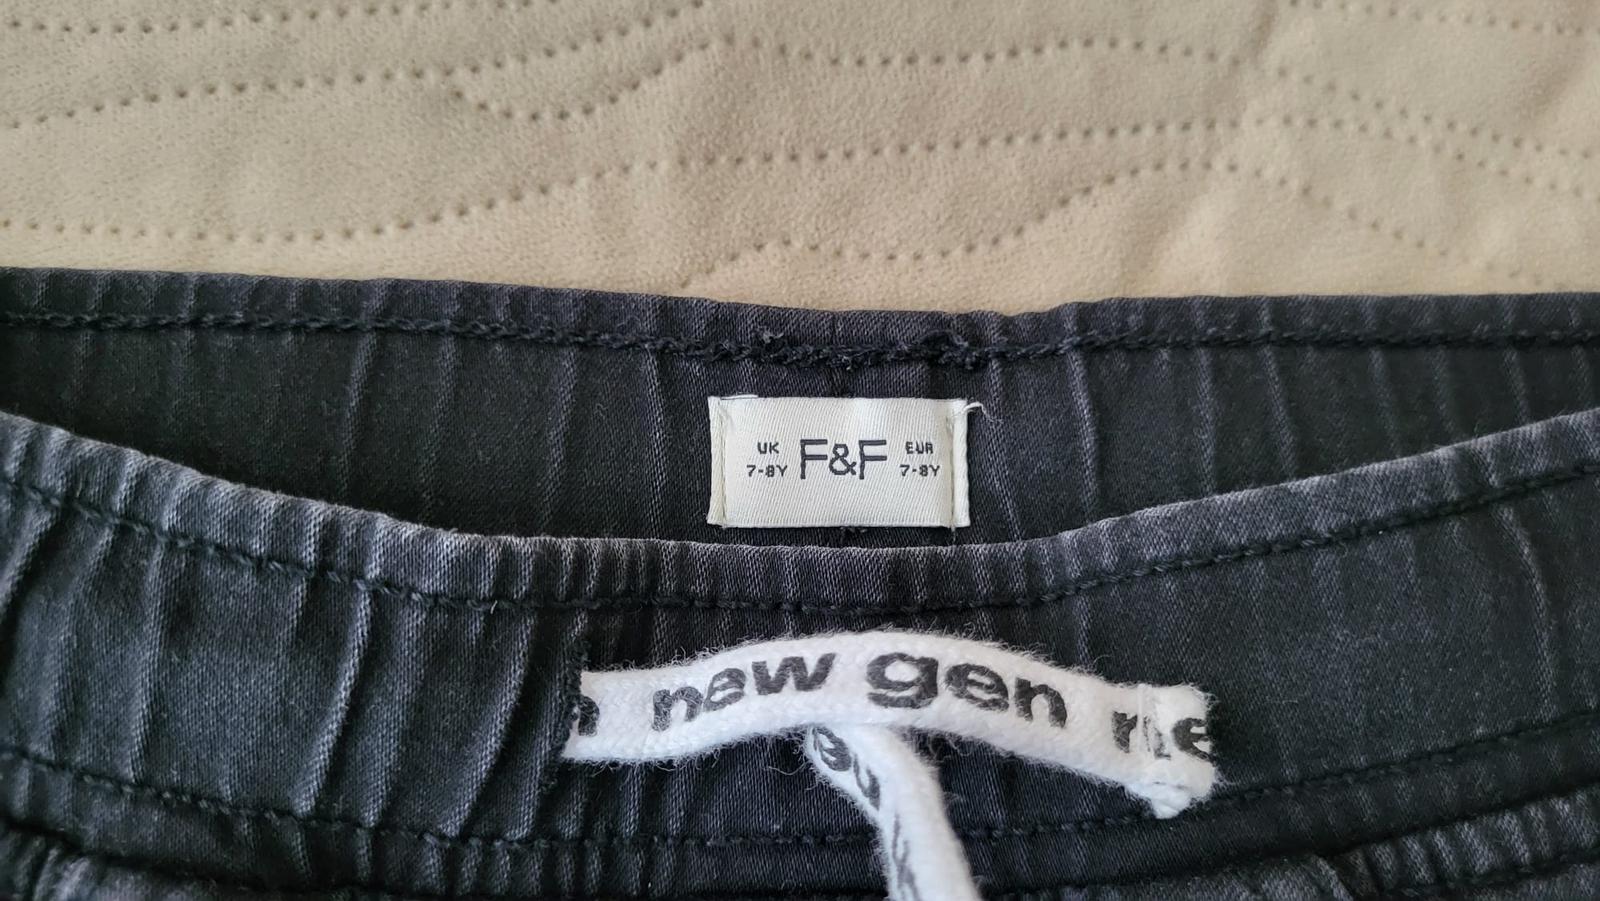 UK F&F EUR
7-8Y 7-8Y
new gen